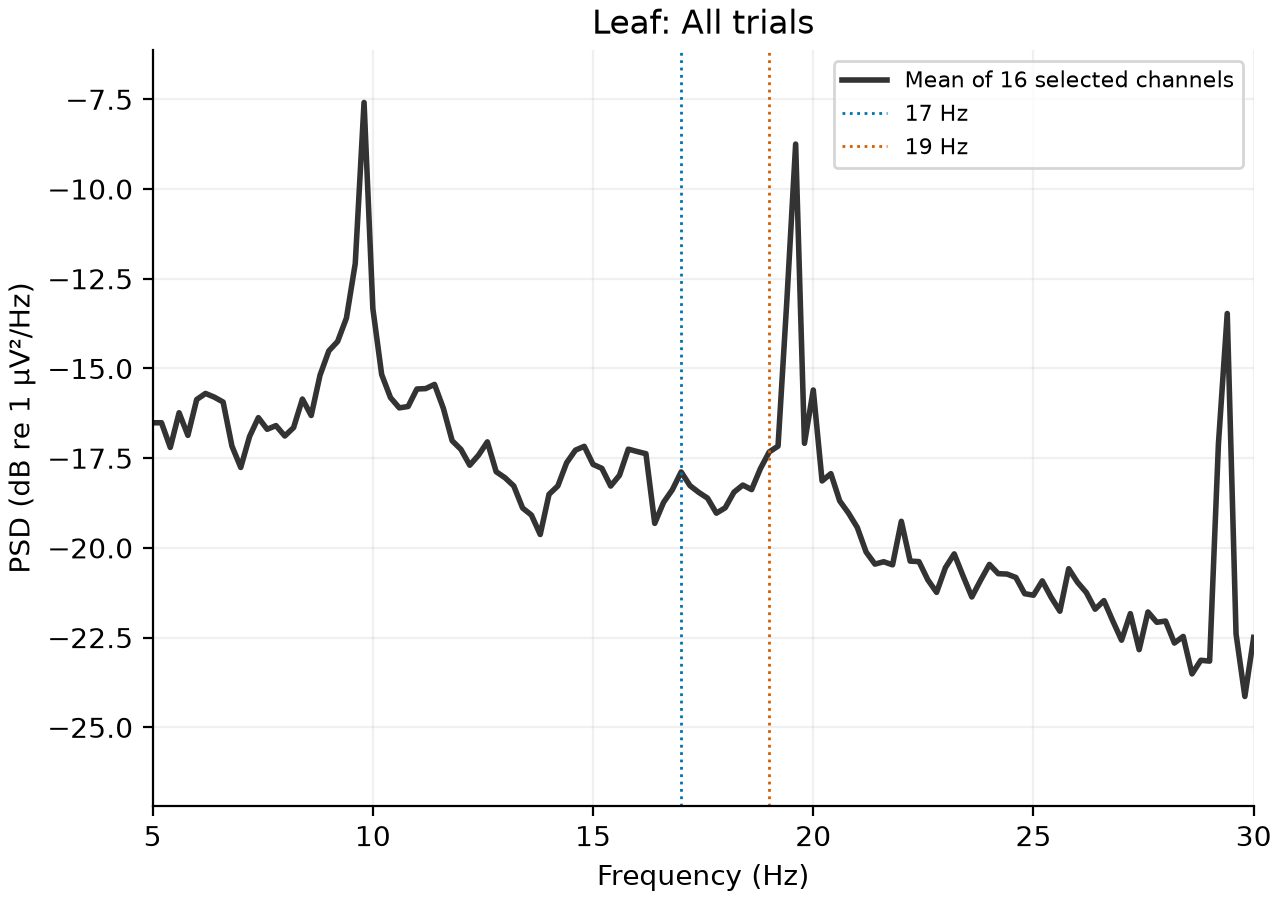 Leaf: All trials
Mean of 16 selected channels
17 Hz
19 Hz
PSD (dB re 1 µV²/Hz)
−7.5
−10.0
−12.5
−15.0
−17.5
−20.0
−22.5
−25.0
5 10 15 20 25 30
Frequency (Hz)